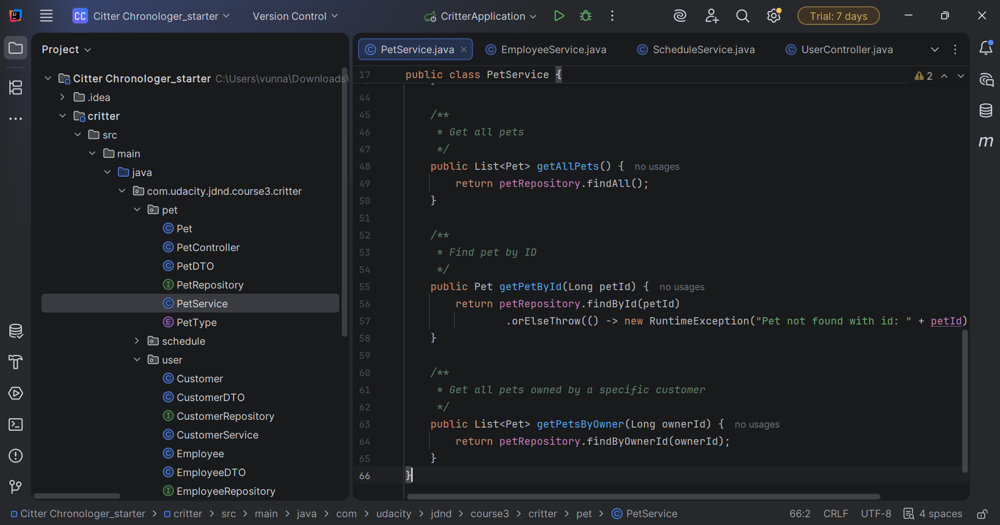 CC Citter Chronologer_starter Version Control CritterApplication Trial: 7 days
Project
Citter Chronologer_starter C:\Users\vunna\Downloads\
.idea
critter
src
main
java
com.udacity.jdnd.course3.critter
pet
Pet
PetController
PetDTO
PetRepository
PetService
PetType
schedule
user
Customer
CustomerDTO
CustomerRepository
CustomerService
Employee
EmployeeDTO
EmployeeRepository
PetService.java EmployeeService.java ScheduleService.java UserController.java
17 public class PetService { 2
44
45 /**
46 * Get all pets
47 */
48 public List<Pet> getAllPets() { no usages
49 return petRepository.findAll();
50 }
51
52 /**
53 * Find pet by ID
54 */
55 public Pet getPetById(Long petId) { no usages
56 return petRepository.findById(petId)
57 .orElseThrow(() -> new RuntimeException("Pet not found with id: " + petId)
58 }
59
60 /**
61 * Get all pets owned by a specific customer
62 */
63 public List<Pet> getPetsByOwner(Long ownerId) { no usages
64 return petRepository.findByOwnerId(ownerId);
65 }
66 }
Citter Chronologer_starter > critter > src > main > java > com > udacity > jdnd > course3 > critter > pet > PetService 66:2 CRLF UTF-8 4 spaces